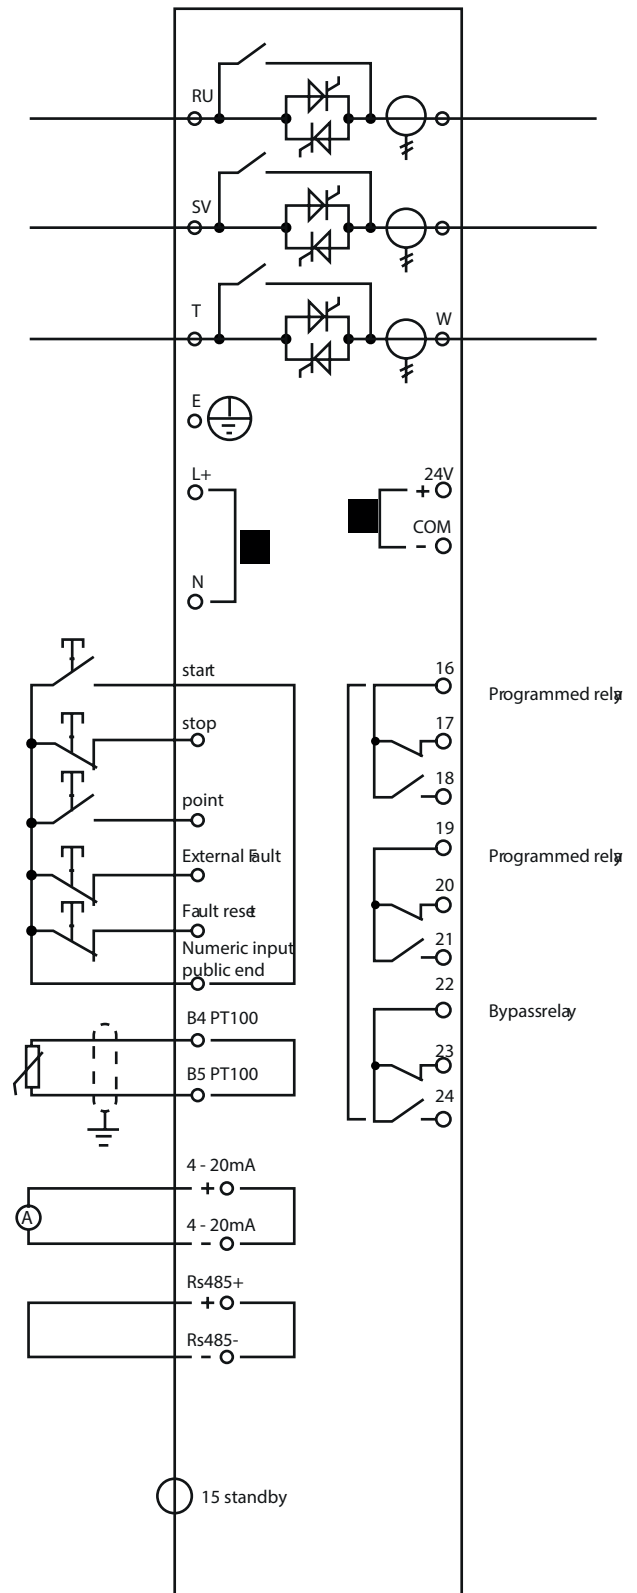 RU
SV
T
W
E
L+
24V
COM
N
start
16
Programmed relay
stop
17
18
point
19
External Fault
Programmed relay
20
Fault reset
21
Numeric input
public end
22
Bypassrelay
B4 PT100
23
B5 PT100
24
4 - 20mA
A
4 - 20mA
Rs485+
Rs485-
15 standby